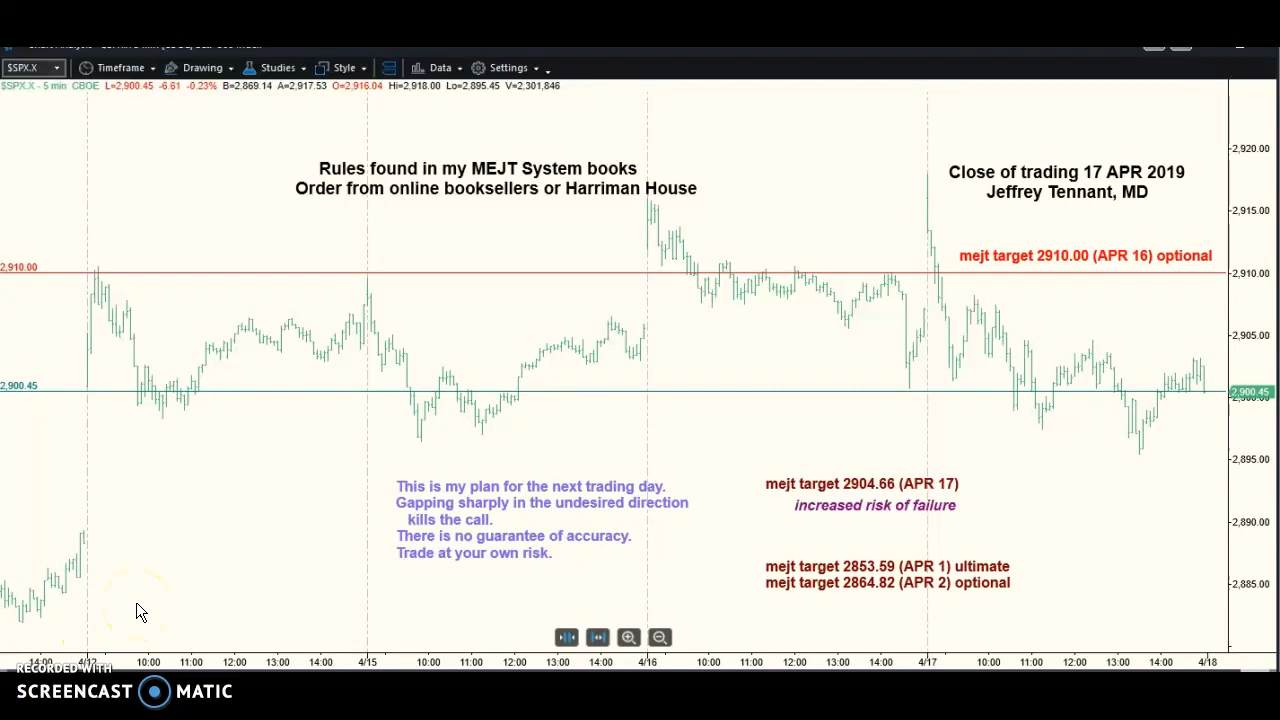 $SPX.X Timeframe Drawing Studies Style Data Settings
$SPX.X - 5 min CBOE L=2,900.45 -6.61 -0.23% B=2,869.14 A=2,917.53 O=2,916.04 Hi=2,918.00 Lo=2,895.45 V=2,301,846
Rules found in my MEJT System books
Order from online booksellers or Harriman House
Close of trading 17 APR 2019
Jeffrey Tennant, MD
mejt target 2910.00 (APR 16) optional
2,910.00
2,900.45
2,920.00
2,915.00
2,910.00
2,905.00
2,900.45
2,900.00
2,895.00
2,890.00
2,885.00
This is my plan for the next trading day.
Gapping sharply in the undesired direction
kills the call.
There is no guarantee of accuracy.
Trade at your own risk.
mejt target 2904.66 (APR 17)
increased risk of failure
mejt target 2853.59 (APR 1) ultimate
mejt target 2864.82 (APR 2) optional
14:00 4/12 10:00 11:00 12:00 13:00 14:00 4/15 10:00 11:00 12:00 13:00 14:00 4/16 10:00 11:00 12:00 13:00 14:00 4/17 10:00 11:00 12:00 13:00 14:00 4/18
RECORDED WITH
SCREENCAST MATIC